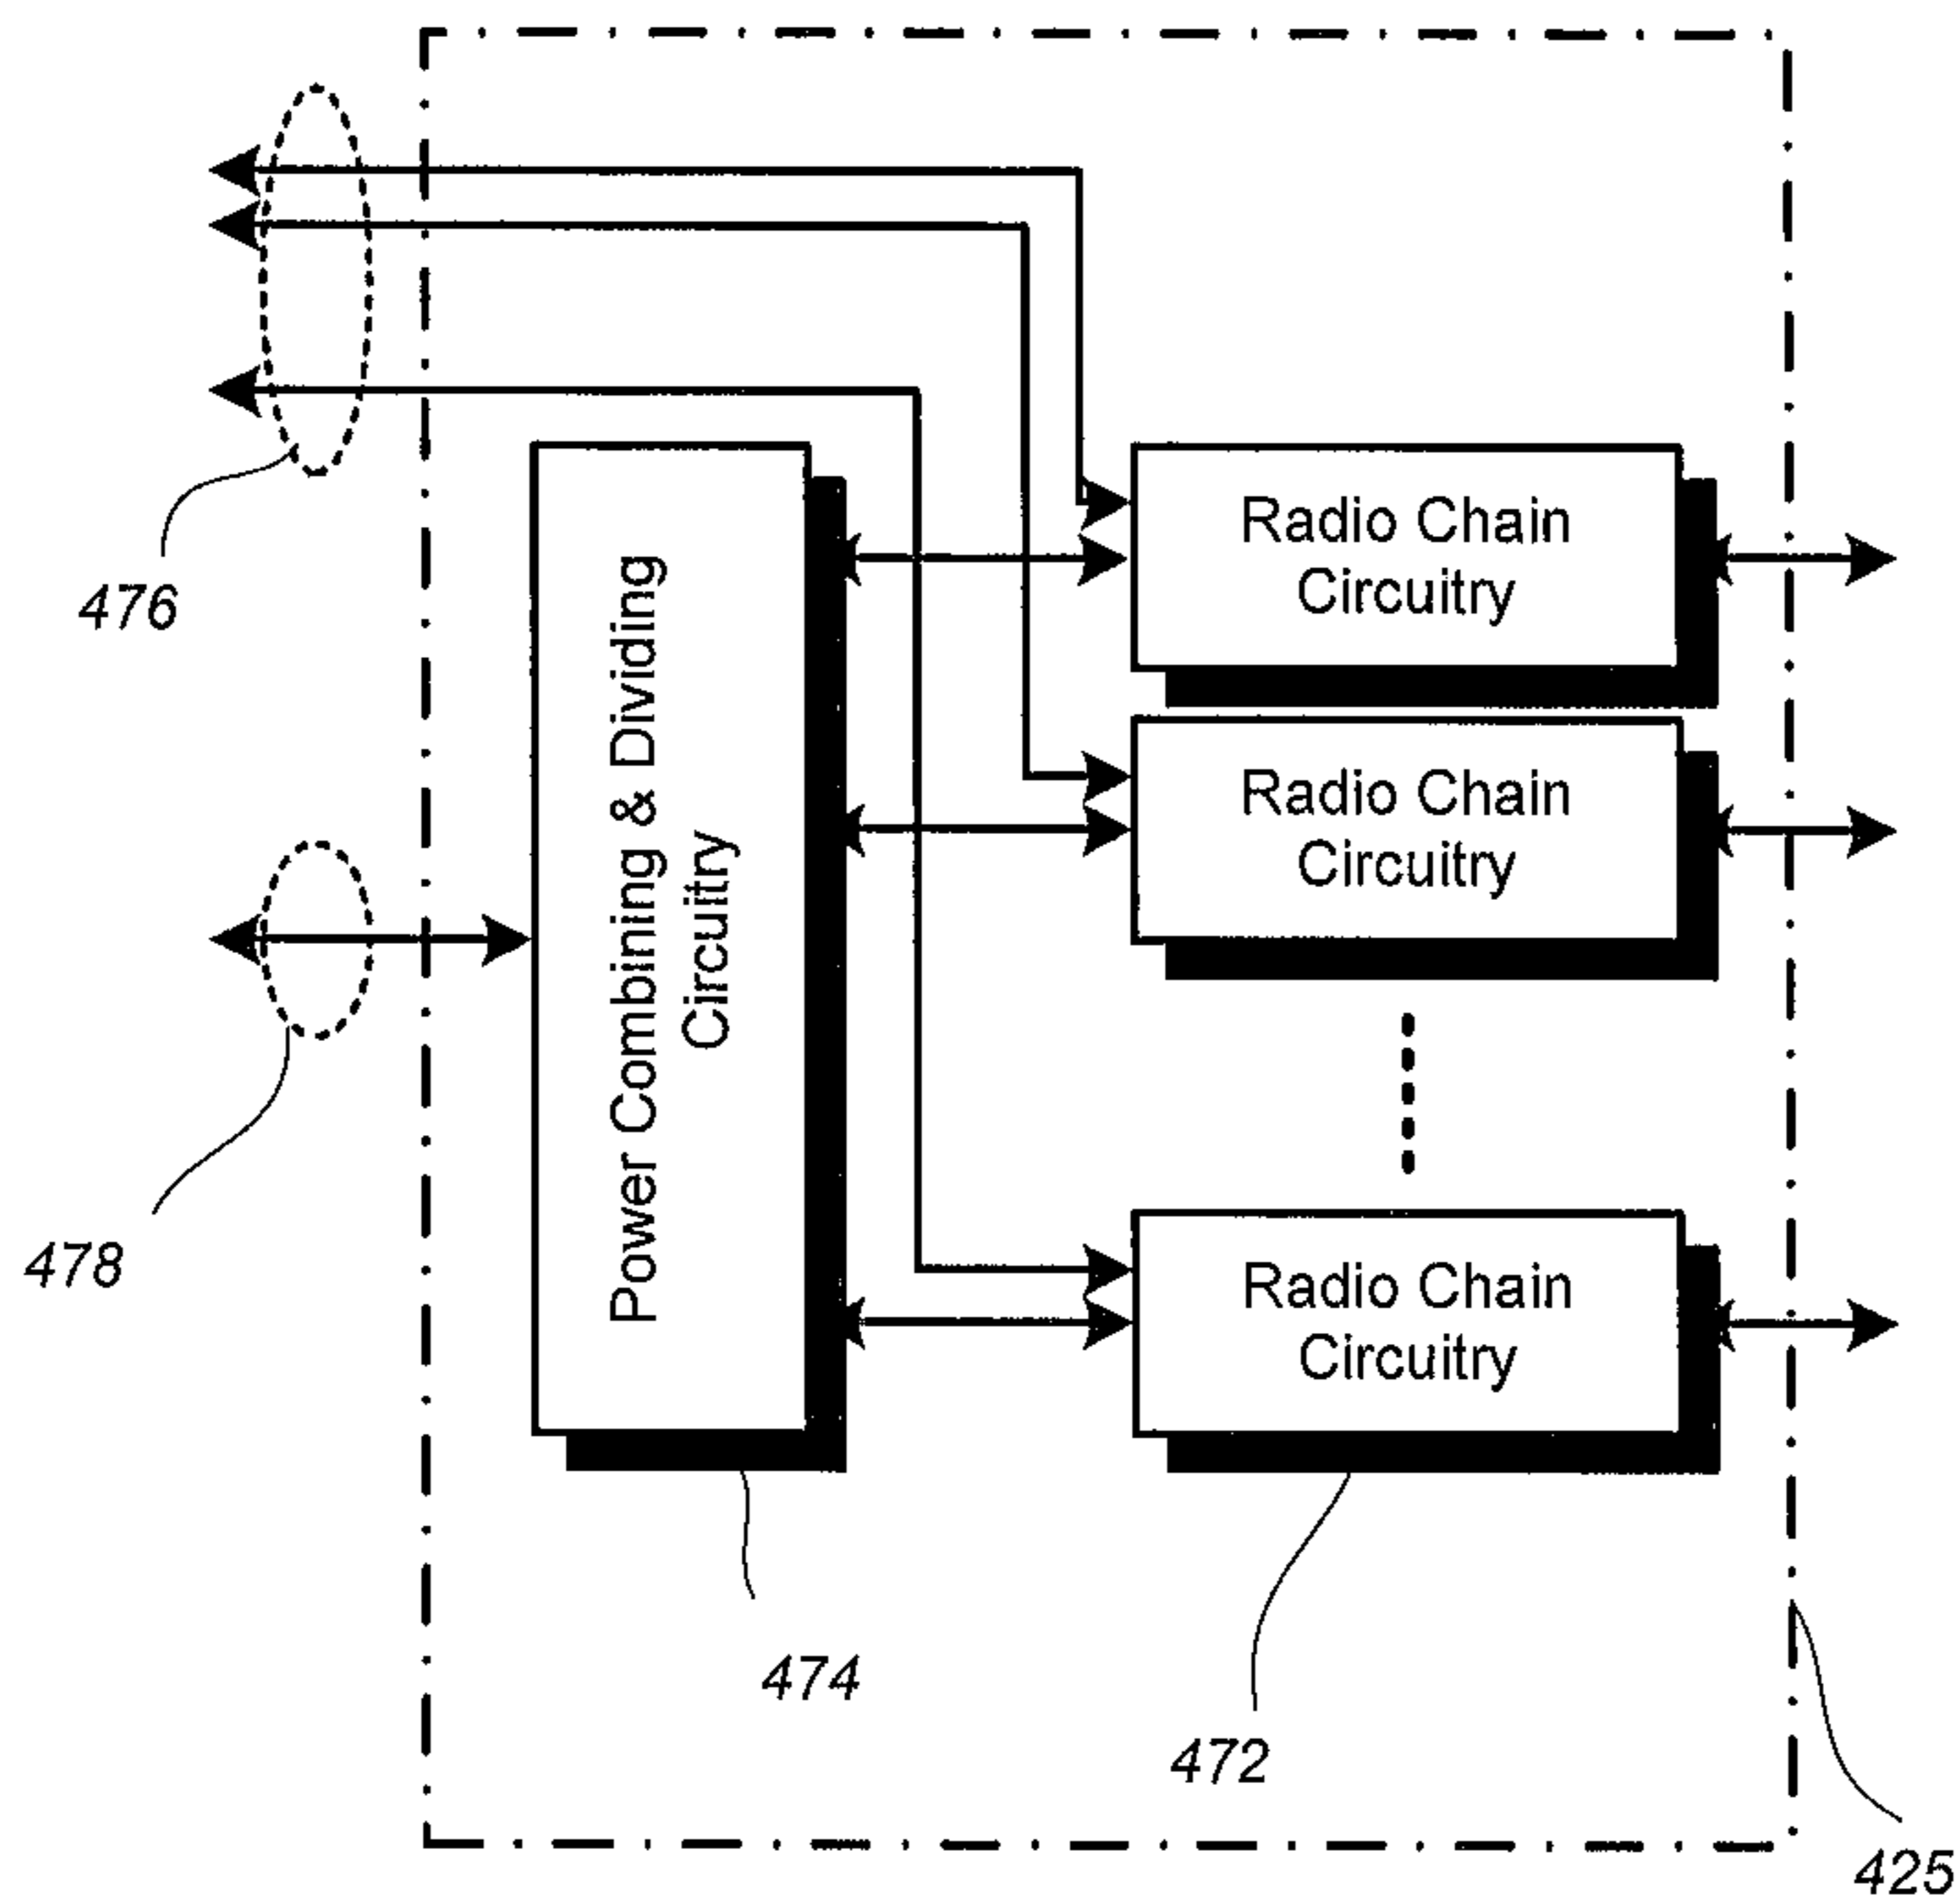 Radio Chain
Circuitry
476
Power Combining & Dividing
Circuitry
Radio Chain
Circuitry
478
Radio Chain
Circuitry
474
472
425